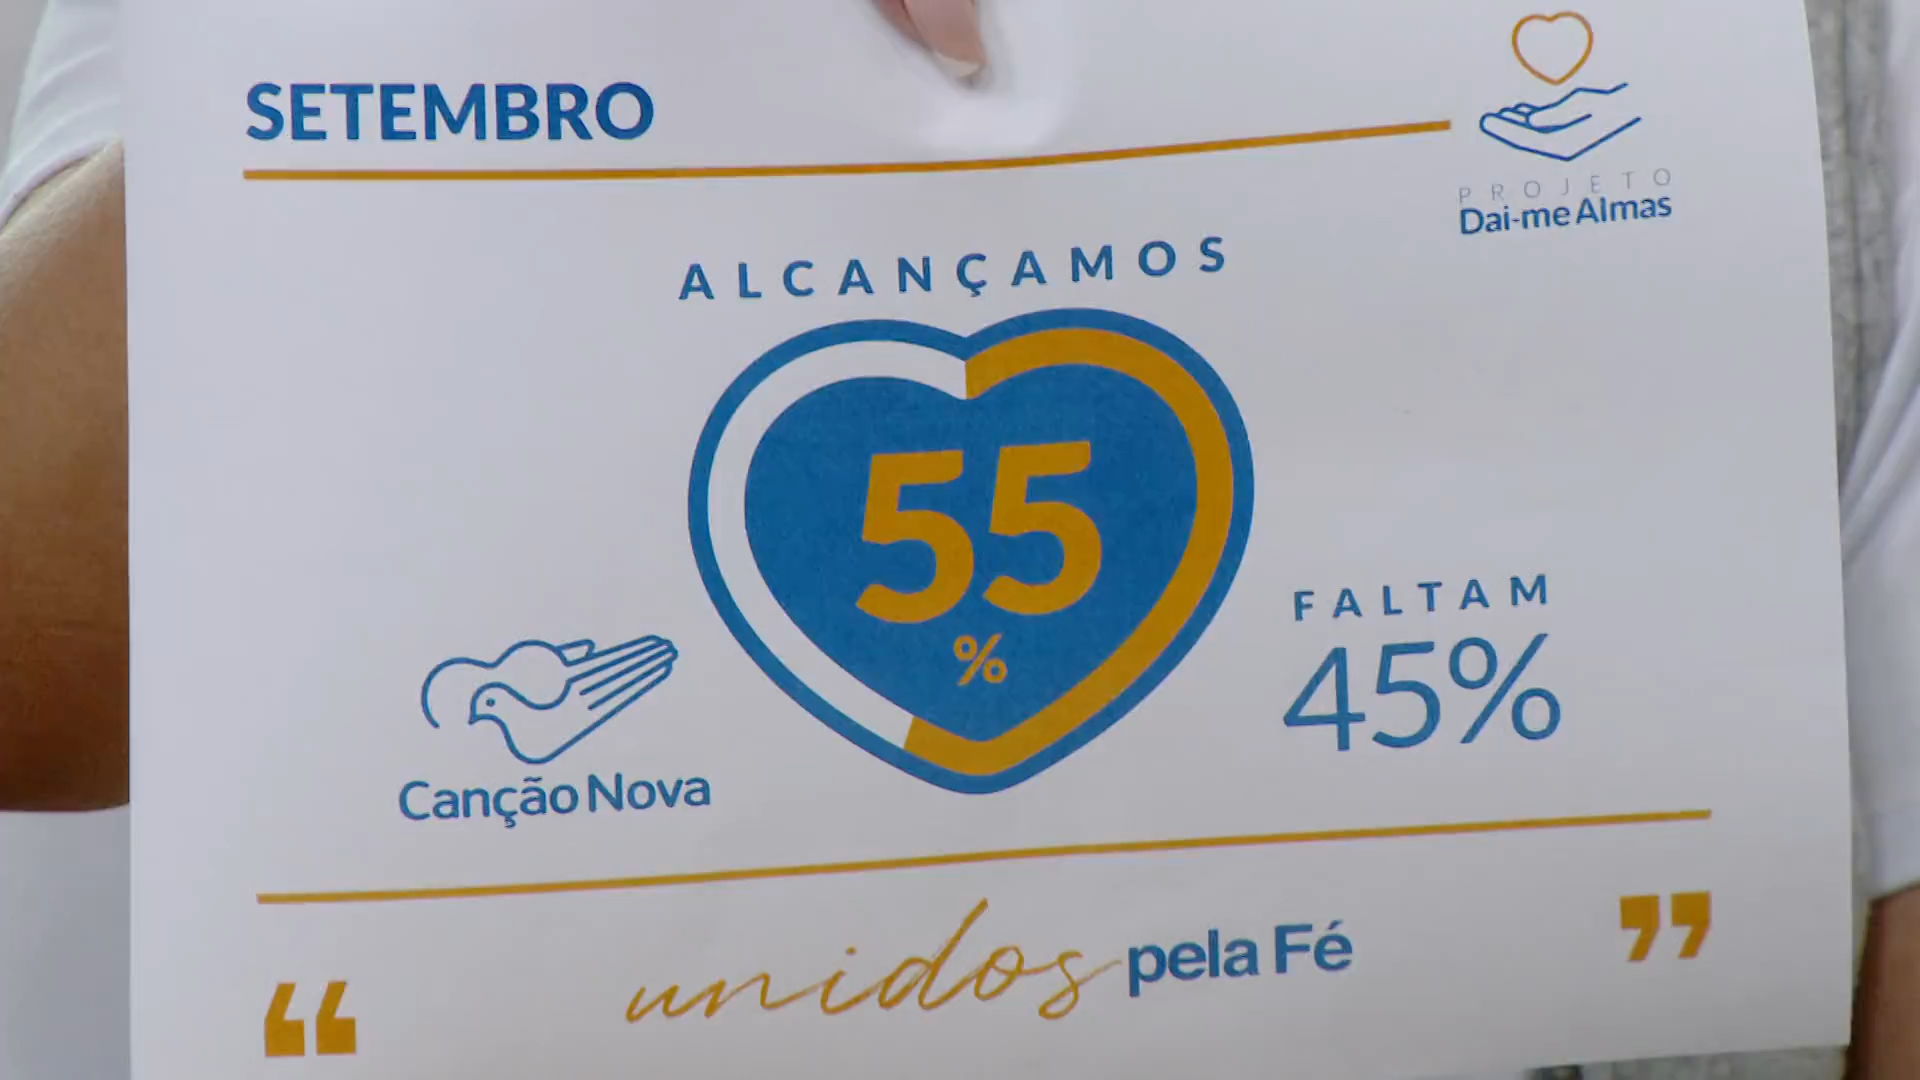 SETEMBRO
PROJETO
Dai-me Almas
ALCANÇAMOS
55
%
FALTAM
45%
Canção Nova
“unidos pela Fé”